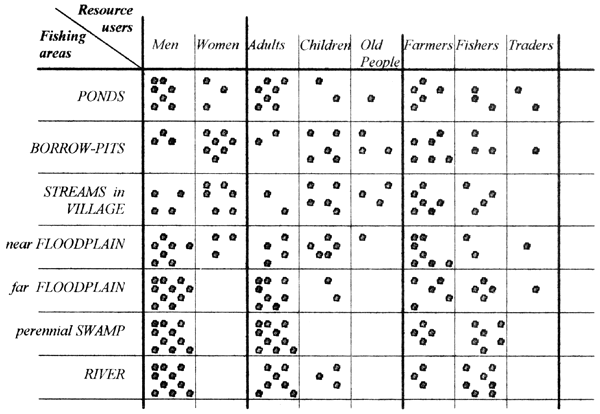 Resource
users
Fishing
areas
Men Women Adults Children Old Farmers Fishers Traders
People
PONDS
BORROW-PITS
STREAMS in
VILLAGE
near FLOODPLAIN
far FLOODPLAIN
perennial SWAMP
RIVER